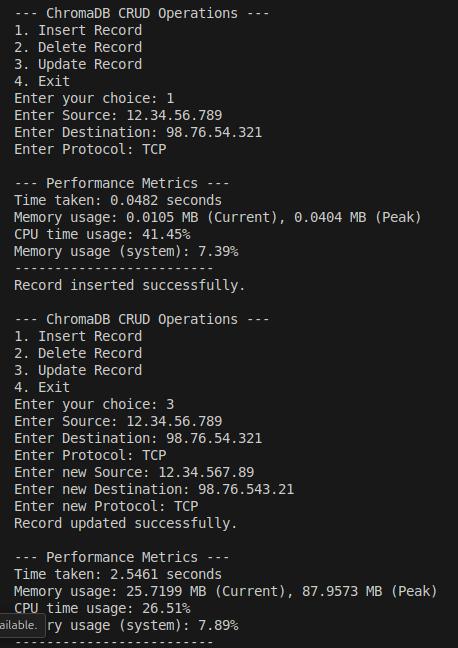 --- ChromaDB CRUD Operations ---
1. Insert Record
2. Delete Record
3. Update Record
4. Exit
Enter your choice: 1
Enter Source: 12.34.56.789
Enter Destination: 98.76.54.321
Enter Protocol: TCP
--- Performance Metrics ---
Time taken: 0.0482 seconds
Memory usage: 0.0105 MB (Current), 0.0404 MB (Peak)
CPU time usage: 41.45%
Memory usage (system): 7.39%
-------------------------
Record inserted successfully.
--- ChromaDB CRUD Operations ---
1. Insert Record
2. Delete Record
3. Update Record
4. Exit
Enter your choice: 3
Enter Source: 12.34.56.789
Enter Destination: 98.76.54.321
Enter Protocol: TCP
Enter new Source: 12.34.567.89
Enter new Destination: 98.76.543.21
Enter new Protocol: TCP
Record updated successfully.
--- Performance Metrics ---
Time taken: 2.5461 seconds
Memory usage: 25.7199 MB (Current), 87.9573 MB (Peak)
CPU time usage: 26.51%
ailable. ry usage (system): 7.89%
-------------------------